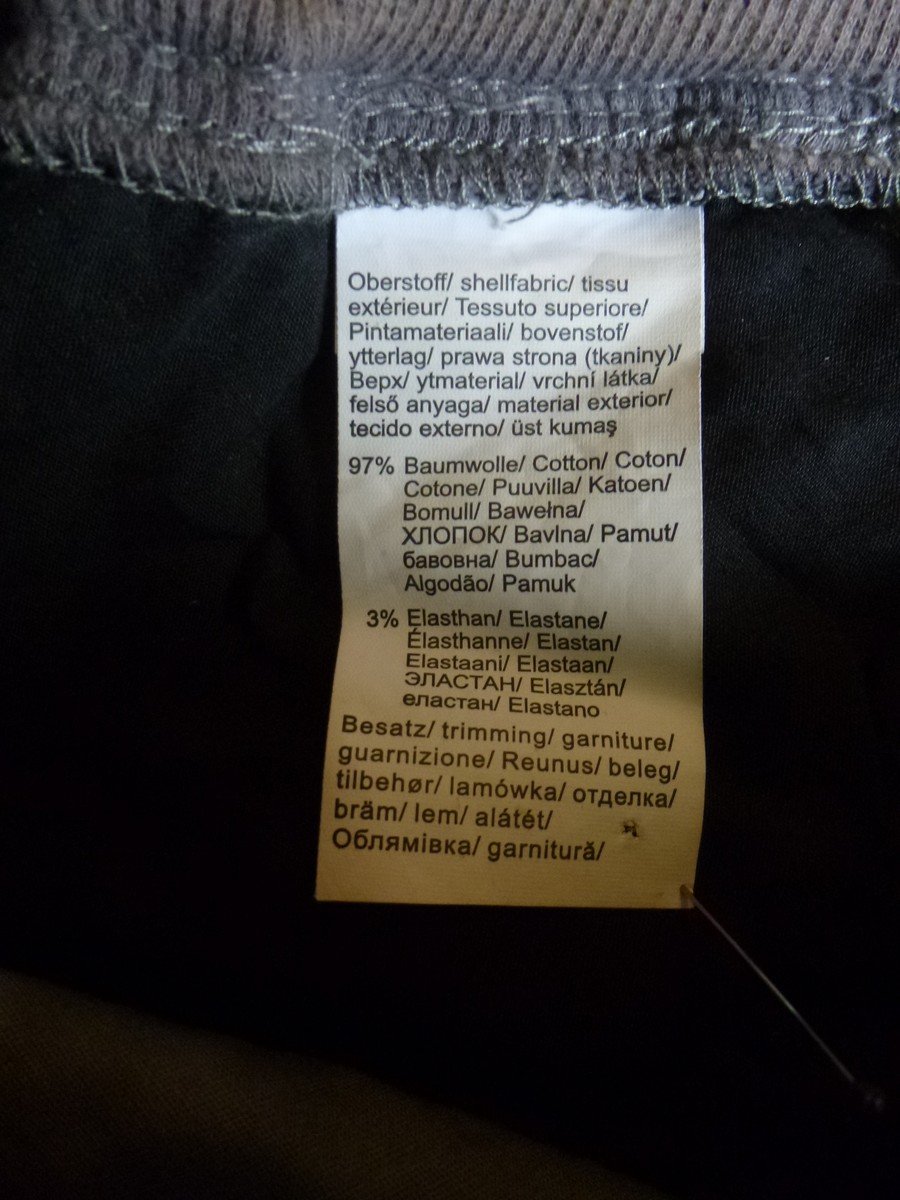 Oberstoff/ shellfabric/ tissu
extérieur/ Tessuto superiore/
Pintamateriaali/ bovenstof/
ytterlag/ prawa strona (tkaniny)/
Верх/ ytmaterial/ vrchní látka/
felső anyaga/ material exterior/
tecido externo/ üst kumaş
97% Baumwolle/ Cotton/ Coton/
Cotone/ Puuvilla/ Katoen/
Bomull/ Bawełna/
ХЛОПОК/ Bavlna/ Pamut/
бавовна/ Bumbac/
Algodão/ Pamuk
3% Elasthan/ Elastane/
Élasthanne/ Elastan/
Elastaani/ Elastaan/
ЭЛАСТАН/ Elasztán/
еластан/ Elastano
Besatz/ trimming/ garniture/
guarnizione/ Reunus/ beleg/
tilbehør/ lamówka/ отделка/
bräm/ lem/ alátét/
Облямівка/ garnitură/